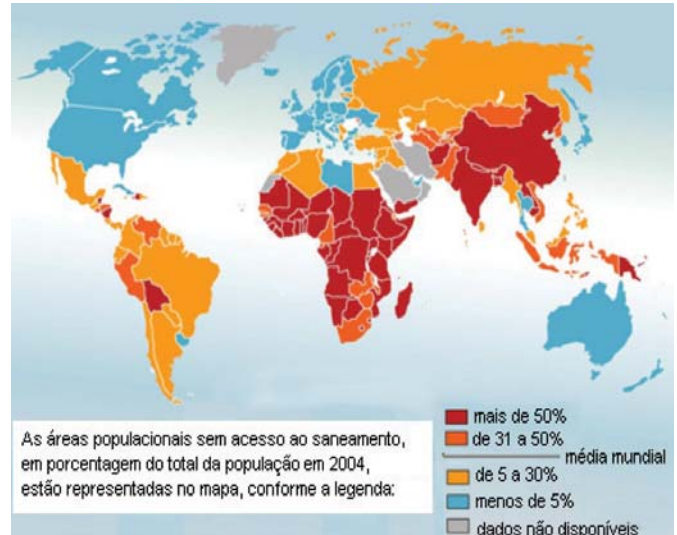 As áreas populacionais sem acesso ao saneamento,
em porcentagem do total da população em 2004,
estão representadas no mapa, conforme a legenda:
mais de 50%
de 31 a 50%
média mundial
de 5 a 30%
menos de 5%
dados não disponíveis